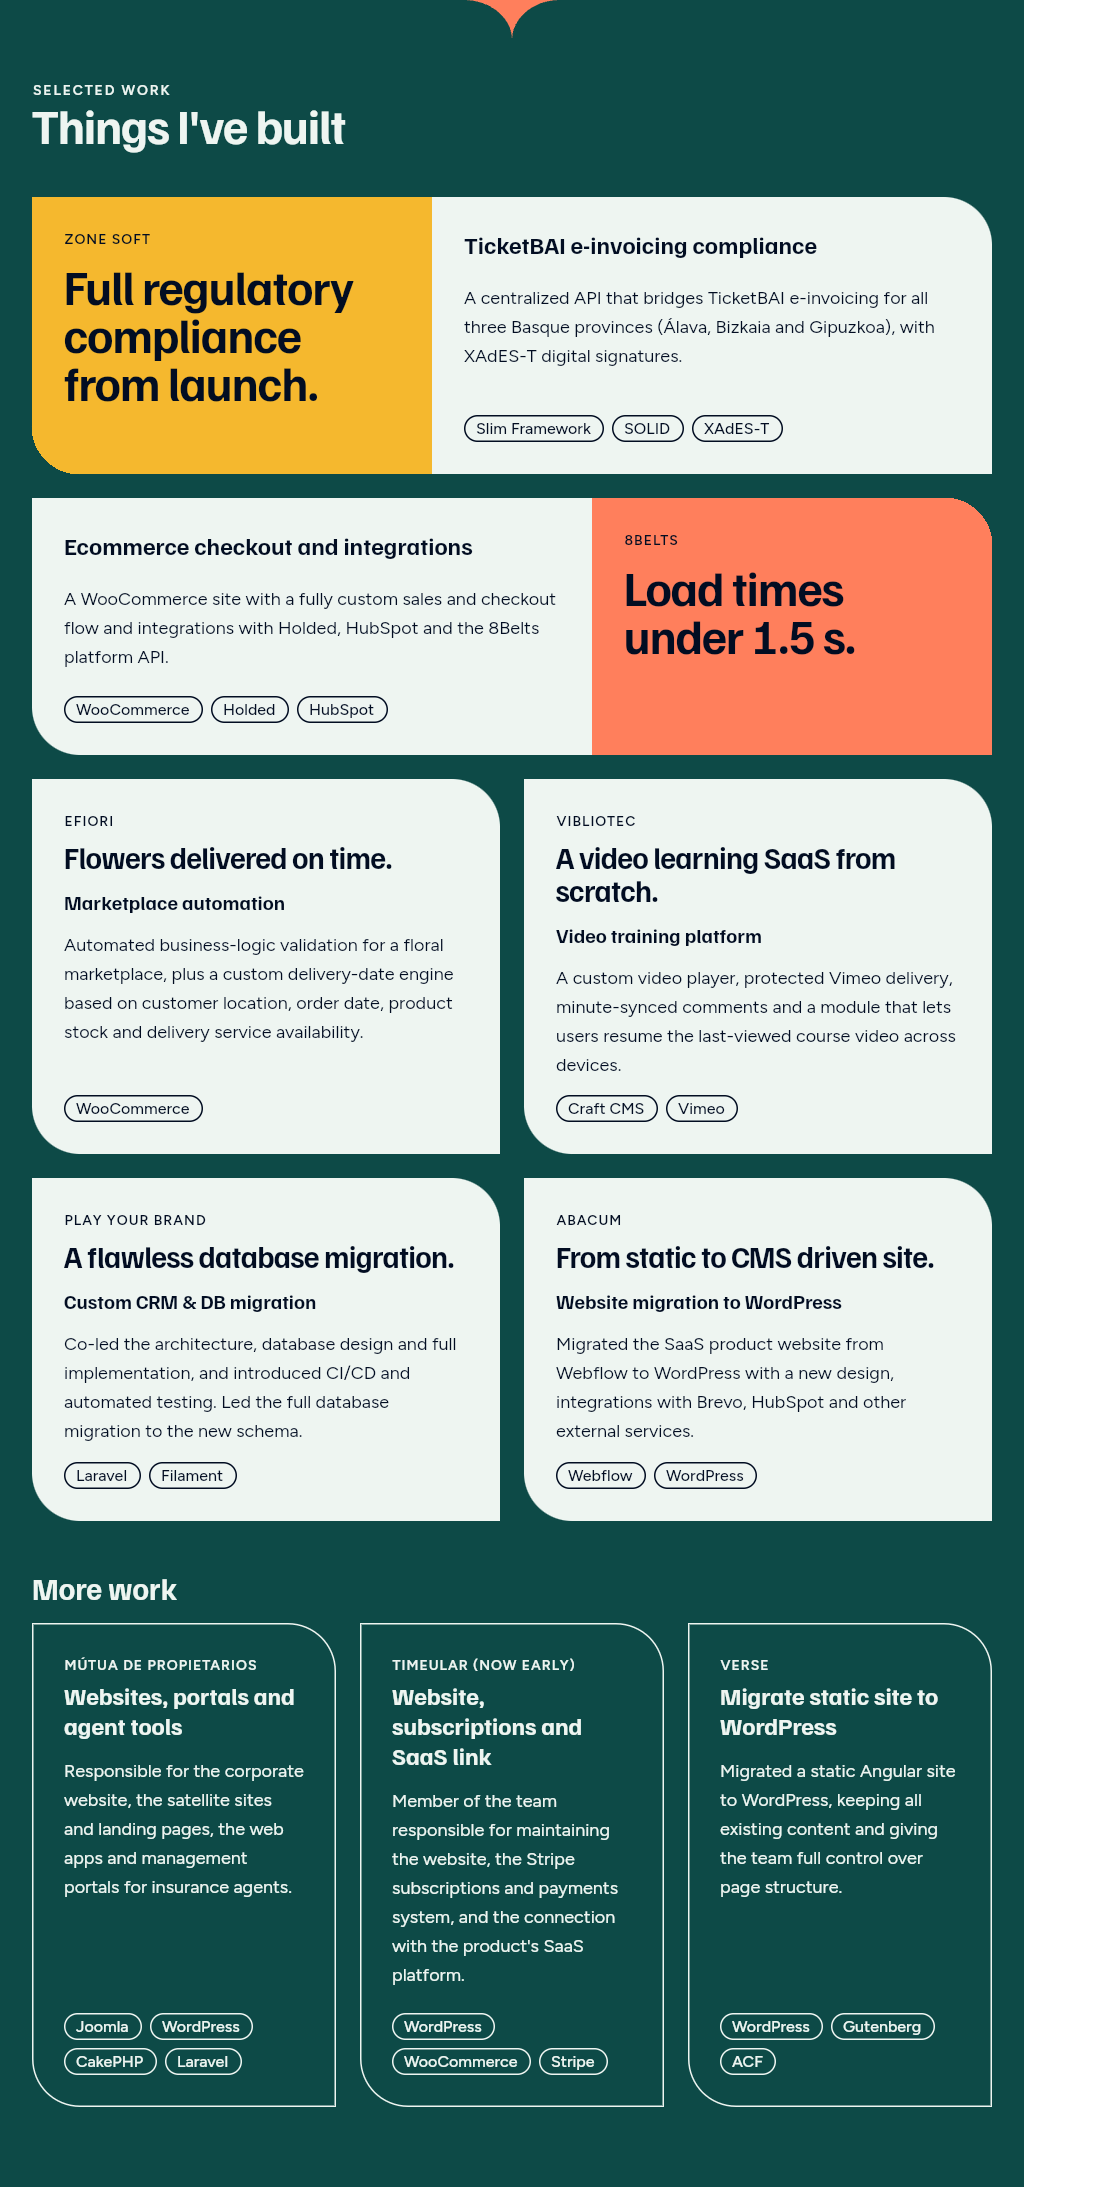 SELECTED WORK
Things I've built
ZONE SOFT
Full regulatory
compliance
from launch.
TicketBAI e-invoicing compliance
A centralized API that bridges TicketBAI e-invoicing for all
three Basque provinces (Álava, Bizkaia and Gipuzkoa), with
XAdES-T digital signatures.
Slim Framework SOLID XAdES-T
Ecommerce checkout and integrations
A WooCommerce site with a fully custom sales and checkout
flow and integrations with Holded, HubSpot and the 8Belts
platform API.
WooCommerce Holded HubSpot
8BELTS
Load times
under 1.5 s.
EFIORI
Flowers delivered on time.
Marketplace automation
Automated business-logic validation for a floral
marketplace, plus a custom delivery-date engine
based on customer location, order date, product
stock and delivery service availability.
WooCommerce
VIBLIOTEC
A video learning SaaS from
scratch.
Video training platform
A custom video player, protected Vimeo delivery,
minute-synced comments and a module that lets
users resume the last-viewed course video across
devices.
Craft CMS Vimeo
PLAY YOUR BRAND
A flawless database migration.
Custom CRM & DB migration
Co-led the architecture, database design and full
implementation, and introduced CI/CD and
automated testing. Led the full database
migration to the new schema.
Laravel Filament
ABACUM
From static to CMS driven site.
Website migration to WordPress
Migrated the SaaS product website from
Webflow to WordPress with a new design,
integrations with Brevo, HubSpot and other
external services.
Webflow WordPress
More work
MÚTUA DE PROPIETARIOS
Websites, portals and
agent tools
Responsible for the corporate
website, the satellite sites
and landing pages, the web
apps and management
portals for insurance agents.
Joomla WordPress
CakePHP Laravel
TIMEULAR (NOW EARLY)
Website,
subscriptions and
SaaS link
Member of the team
responsible for maintaining
the website, the Stripe
subscriptions and payments
system, and the connection
with the product's SaaS
platform.
WordPress
WooCommerce Stripe
VERSE
Migrate static site to
WordPress
Migrated a static Angular site
to WordPress, keeping all
existing content and giving
the team full control over
page structure.
WordPress Gutenberg
ACF